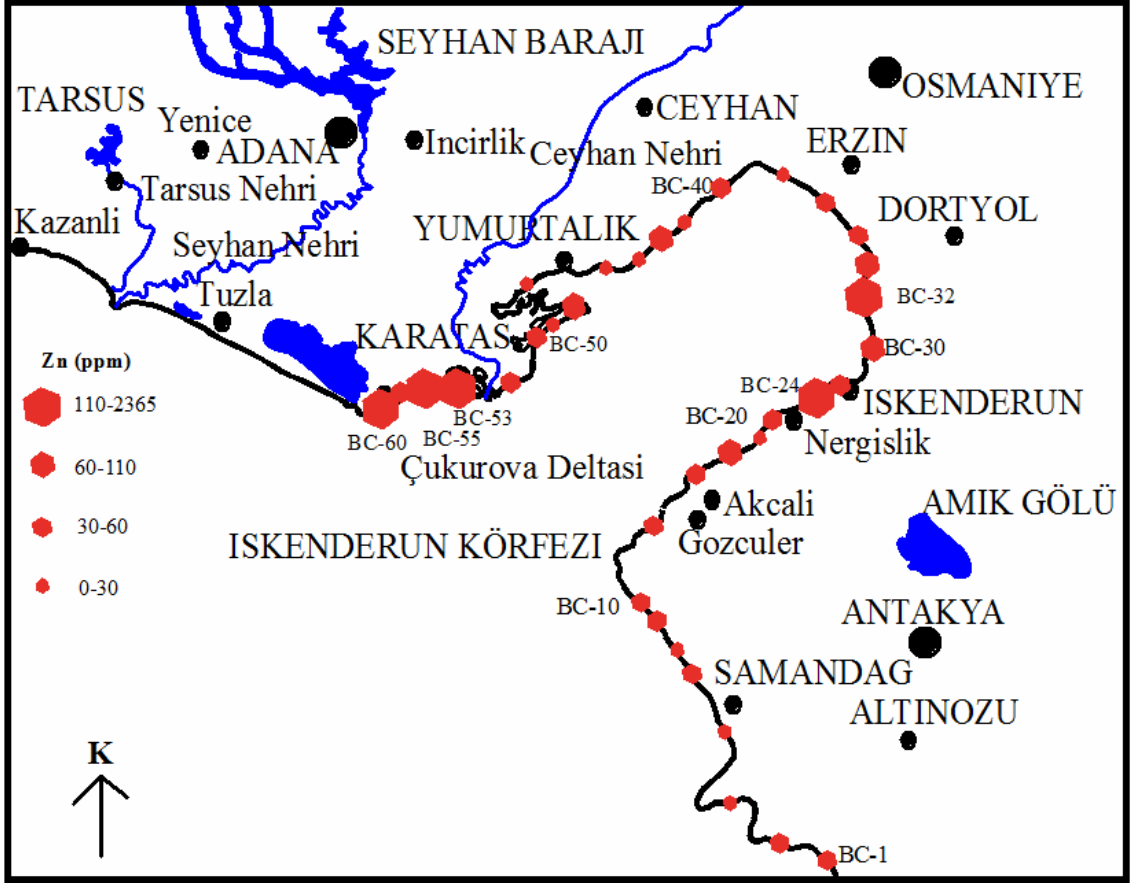 SEYHAN BARAJI
OSMANIYE
TARSUS
CEYHAN
Yenice
ADANA
Incirlik
ERZIN
Ceyhan Nehri
Tarsus Nehri
BC-40
Kazanli
DORTYOL
YUMURTALIK
Seyhan Nehri
Tuzla
BC-32
KARATAS
BC-50
BC-30
Zn (ppm)
110-2365
BC-24
ISKENDERUN
BC-20
BC-53
BC-60
BC-55
Nergislik
60-110
Çukurova Deltasi
Akcali
AMIK GÖLÜ
30-60
ISKENDERUN KÖRFEZI
Gozculer
0-30
BC-10
ANTAKYA
SAMANDAG
ALTINOZU
K
BC-1